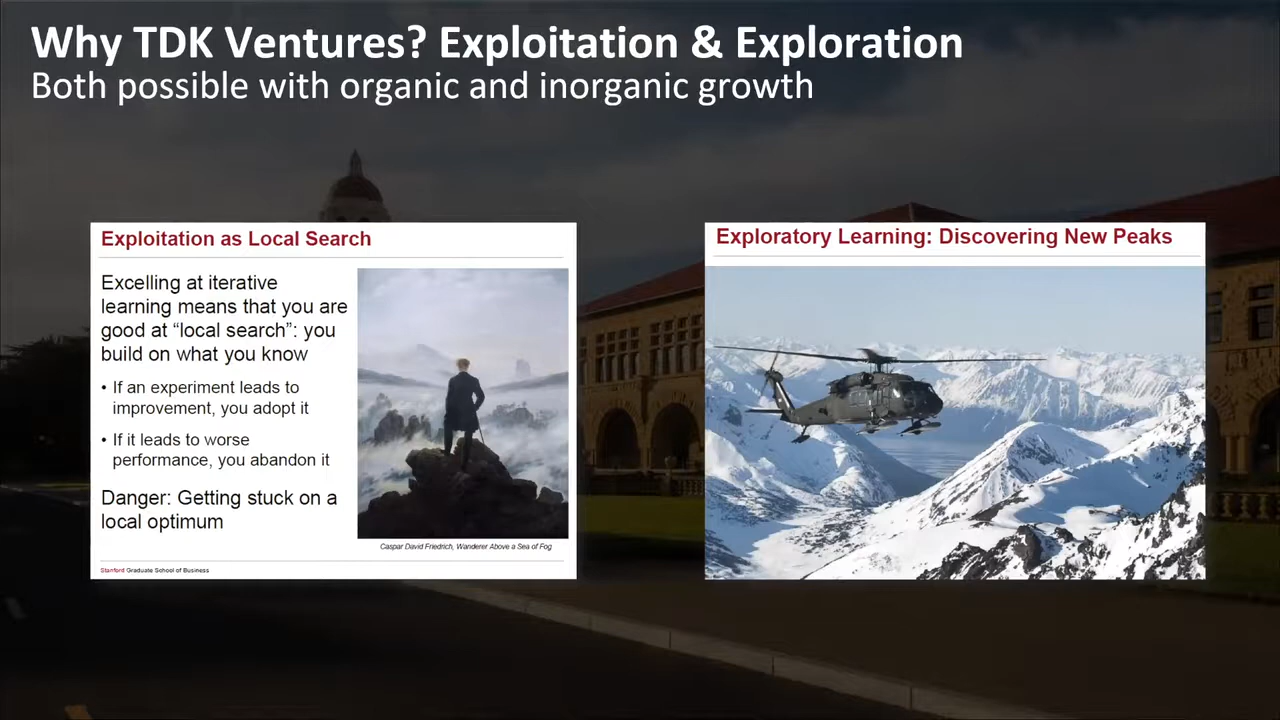 Why TDK Ventures? Exploitation & Exploration
Both possible with organic and inorganic growth
Exploitation as Local Search
Excelling at iterative
learning means that you are
good at “local search”: you
build on what you know
• If an experiment leads to
improvement, you adopt it
• If it leads to worse
performance, you abandon it
Danger: Getting stuck on a
local optimum
Caspar David Friedrich, Wanderer Above a Sea of Fog
Stanford Graduate School of Business
Exploratory Learning: Discovering New Peaks